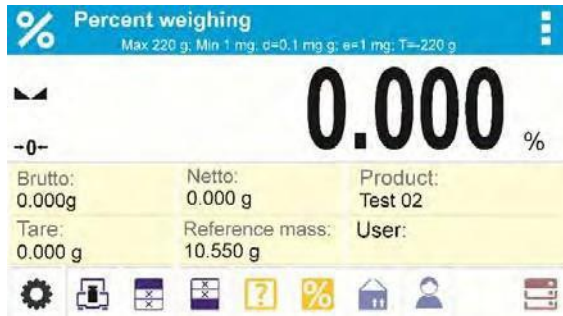 % Percent weighing
Max 220 g; Min 1 mg; d=0.1 mg g; e=1 mg; T=-220 g
0.000 %
→0←
Brutto: Netto: Product:
0.000g 0.000 g Test 02
Tare: Reference mass: User:
0.000 g 10.550 g
? %